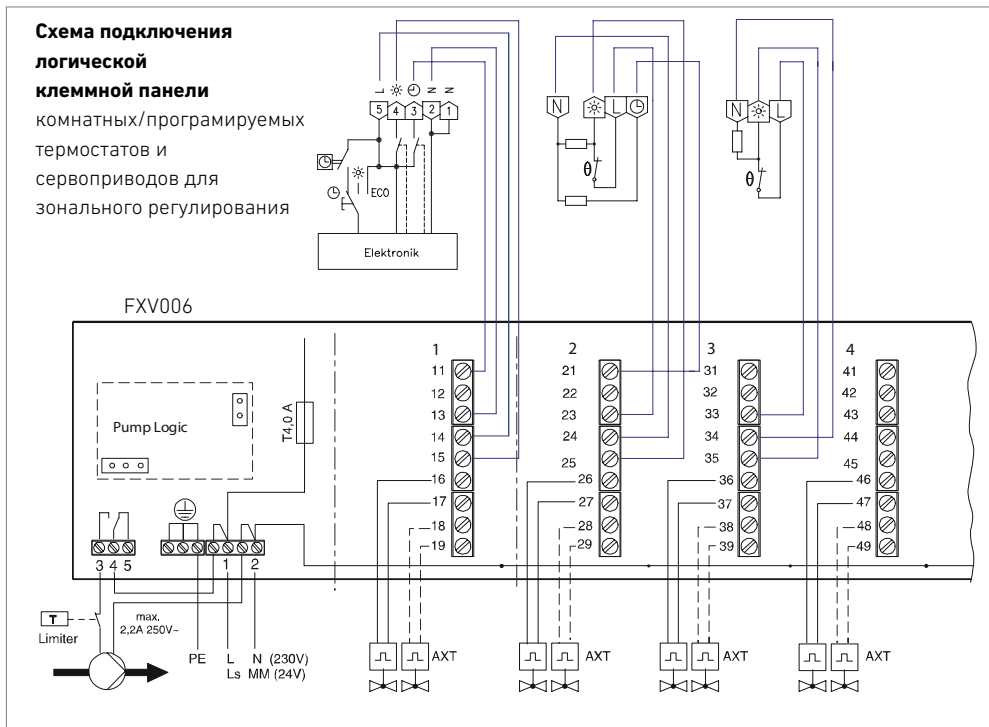 Схема подключения
логической
клеммной панели
комнатных/програмируемых
термостатов и
сервоприводов для
зонального регулирования
L N N
5 4 3 2 1
ECO
Elektronik
N L
θ
N L
θ
FXV006
Pump Logic
T4,0 A
1 2 3 4
11 21 31 41
12 22 32 42
13 23 33 43
14 24 34 44
15 25 35 45
16 26 36 46
17 27 37 47
18 28 38 48
19 29 39 49
3 4 5 1 2
T
Limiter
max.
2,2A 250V~
PE L N (230V)
Ls MM (24V)
AXT AXT AXT AXT